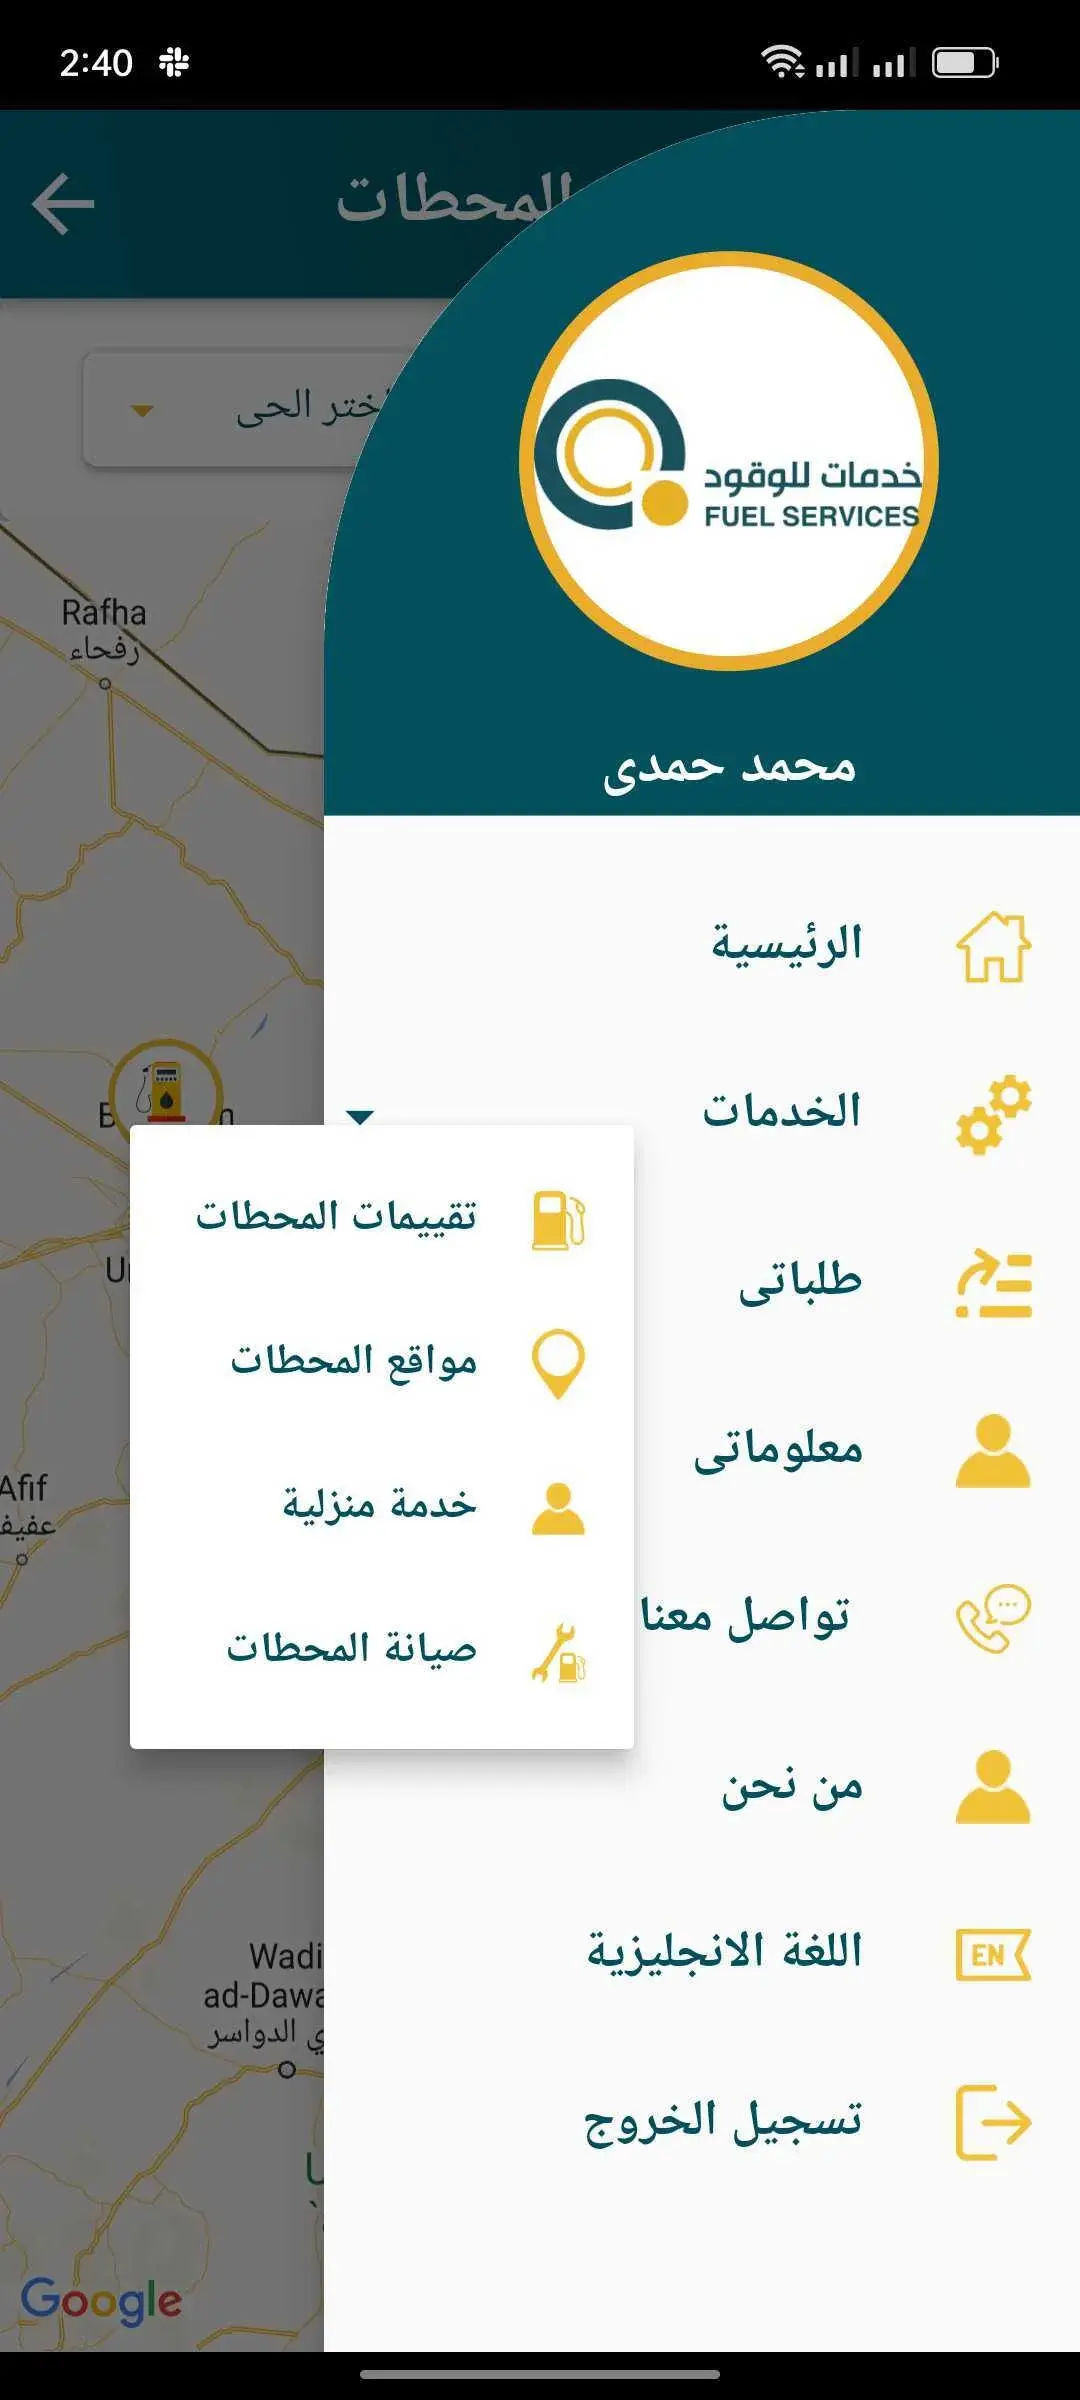 2:40
المحطات
اختر الحى
خدمات للوقود
FUEL SERVICES
محمد حمدى
الرئيسية
الخدمات
طلباتى
معلوماتى
تواصل معنا
من نحن
اللغة الانجليزية
EN
تسجيل الخروج
تقييمات المحطات
مواقع المحطات
خدمة منزلية
صيانة المحطات
Rafha
رفحاء
Afif
عفيف
Wadi
ad-Dawa
ي الدواسر
Google